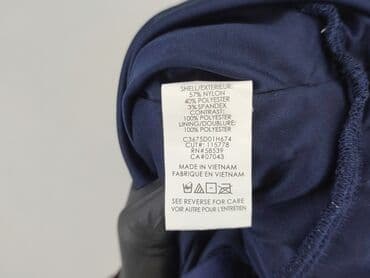 SHELL/EXTERIEUR:
57% NYLON
40% POLYESTER
3% SPANDEX
CONTRAST:
100% POLYESTER
LINING/DOUBLURE:
100% POLYESTER
C3675D01H674
CUT#: 115778
RN#58539
CA#07043
MADE IN VIETNAM
FABRIQUE EN VIETNAM
SEE REVERSE FOR CARE
VOIR AUTRE POUR L'ENTRETIEN